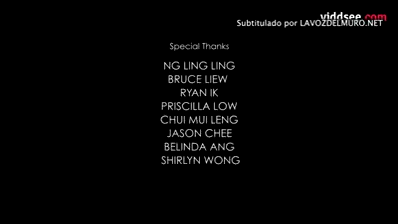 viddsee.com
Subtitulado por LAVOZDELMURO.NET
Special Thanks
NG LING LING
BRUCE LIEW
RYAN IK
PRISCILLA LOW
CHUI MUI LENG
JASON CHEE
BELINDA ANG
SHIRLYN WONG